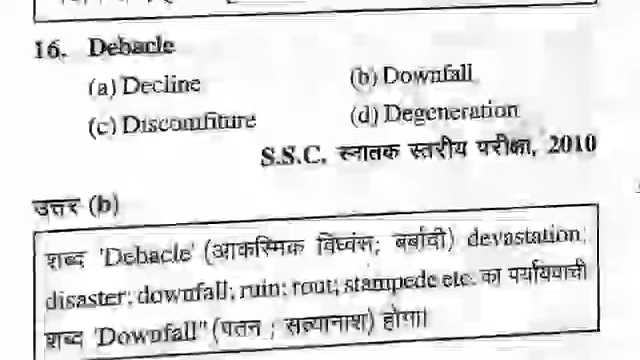 16. Debacle
(a) Decline (b) Downfall
(c) Discomfiture (d) Degeneration
S.S.C. स्नातक स्तरीय परीक्षा, 2010
उत्तर (b)
शब्द 'Debacle' (आकस्मिक विध्वंस; बर्बादी) devastation;
disaster; downfall; ruin; rout; stampede etc. का पर्यायवाची
शब्द 'Downfall" (पतन ; सत्यानाश) होगा।